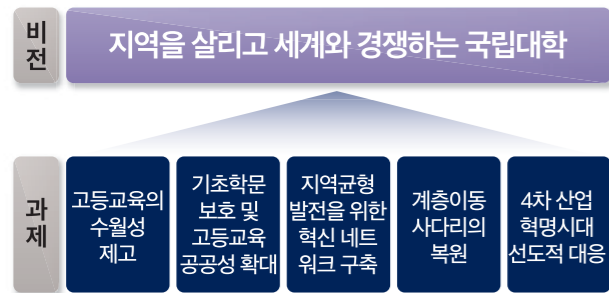 비
전
지역을 살리고 세계와 경쟁하는 국립대학
과
제
고등교육의
수월성
제고
기초학문
보호 및
고등교육
공공성 확대
지역균형
발전을 위한
혁신 네트
워크 구축
계층이동
사다리의
복원
4차 산업
혁명시대
선도적 대응